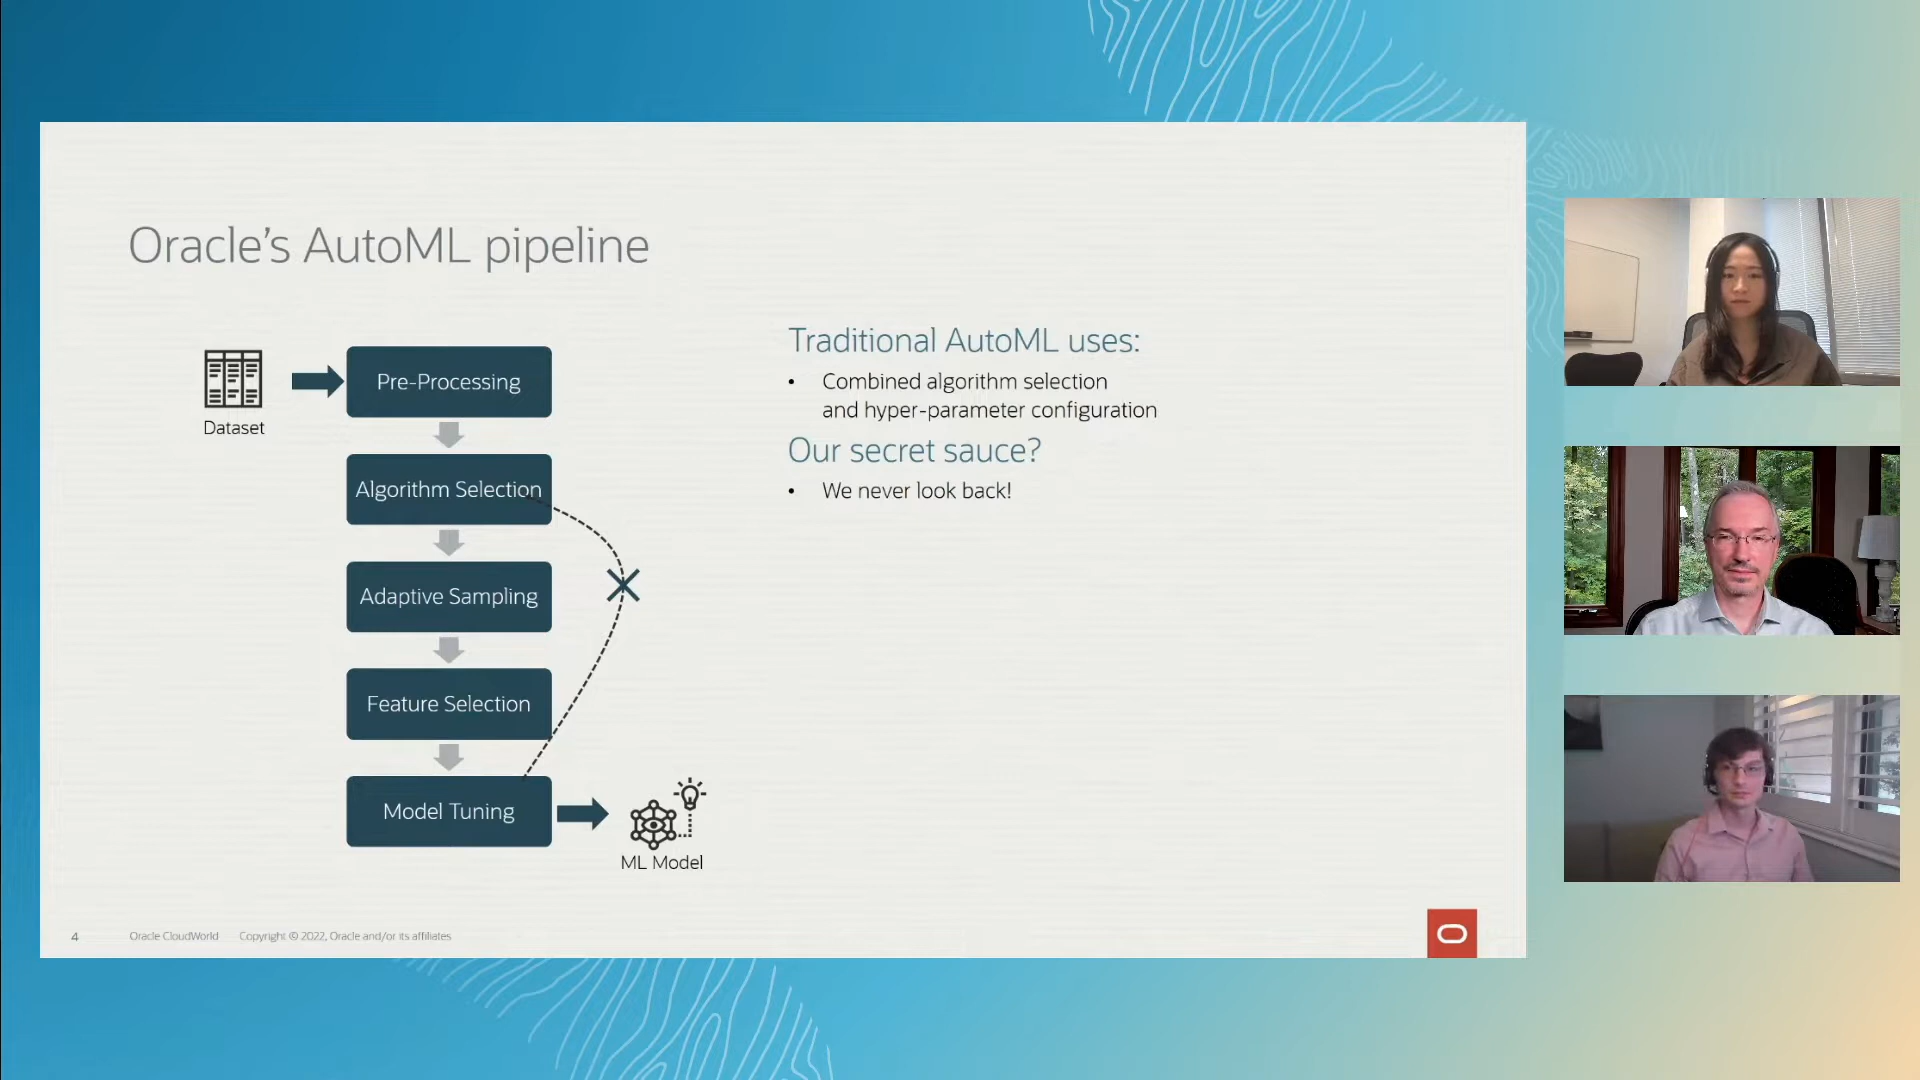 Oracle's AutoML pipeline
Dataset
Pre-Processing
Algorithm Selection
Adaptive Sampling
Feature Selection
Model Tuning
ML Model
Traditional AutoML uses:
• Combined algorithm selection
and hyper-parameter configuration
Our secret sauce?
• We never look back!
4 Oracle CloudWorld Copyright © 2022, Oracle and/or its affiliates